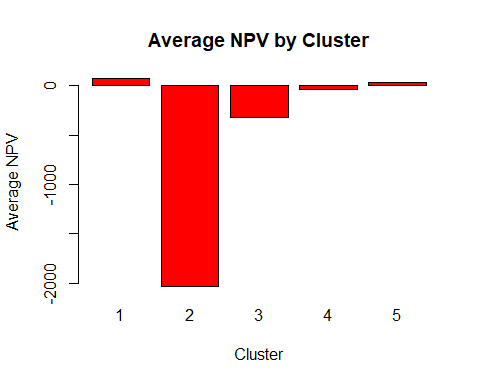 Average NPV by Cluster
Average NPV
0
-1000
-2000
1 2 3 4 5
Cluster